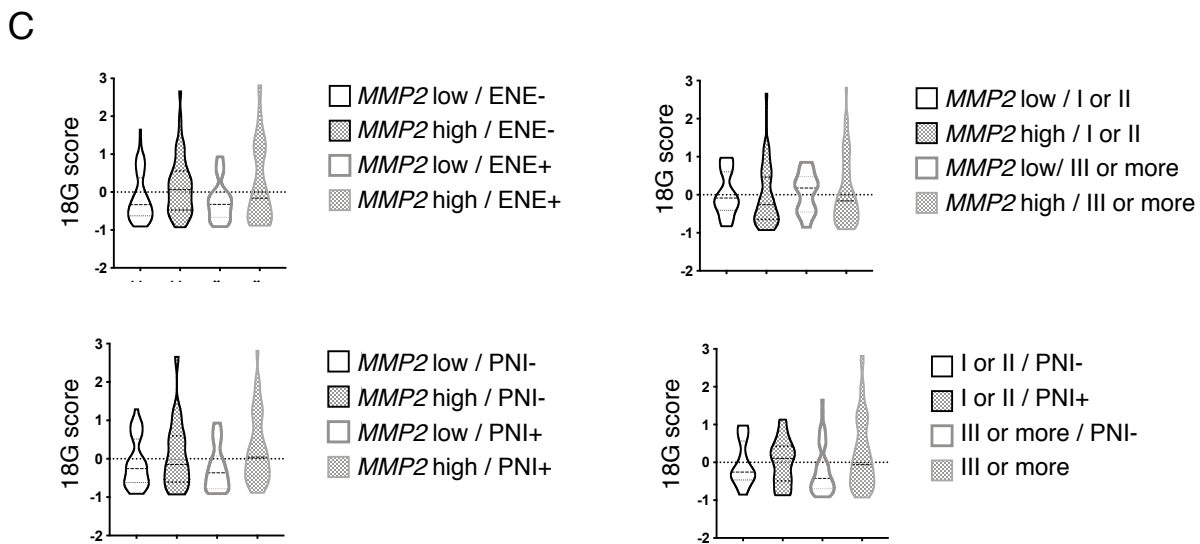 C
3
2
1
0
-1
-2
18G score
MMP2 low / ENE-
MMP2 high / ENE-
MMP2 low / ENE+
MMP2 high / ENE+
3
2
1
0
-1
-2
18G score
MMP2 low / I or II
MMP2 high / I or II
MMP2 low/ III or more
MMP2 high / III or more
3
2
1
0
-1
-2
18G score
MMP2 low / PNI-
MMP2 high / PNI-
MMP2 low / PNI+
MMP2 high / PNI+
3
2
1
0
-1
-2
18G score
I or II / PNI-
I or II / PNI+
III or more / PNI-
III or more